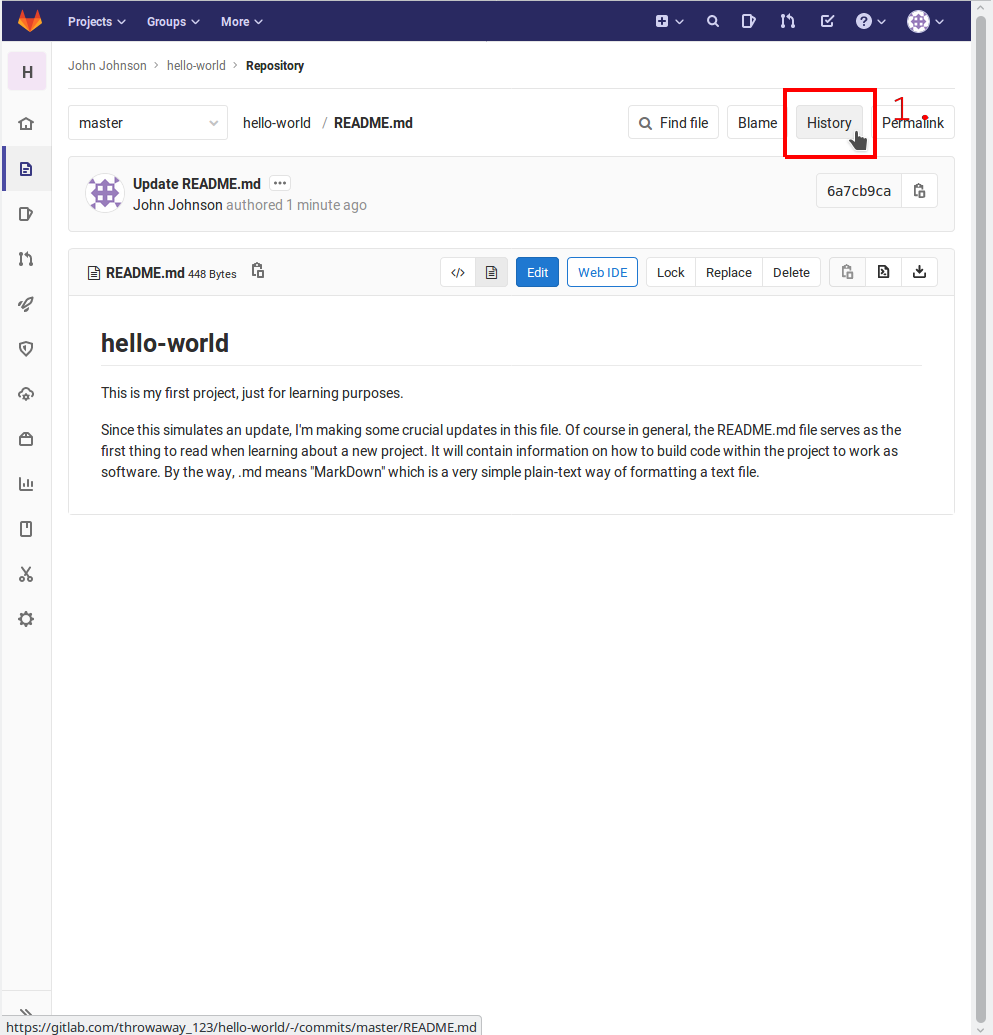 Projects Groups More
H
John Johnson › hello-world › Repository
master hello-world / README.md Find file Blame History Permalink
1.
Update README.md ···
John Johnson authored 1 minute ago
6a7cb9ca
README.md 448 Bytes </> Edit Web IDE Lock Replace Delete
hello-world
This is my first project, just for learning purposes.
Since this simulates an update, I'm making some crucial updates in this file. Of course in general, the README.md file serves as the
first thing to read when learning about a new project. It will contain information on how to build code within the project to work as
software. By the way, .md means "MarkDown" which is a very simple plain-text way of formatting a text file.
https://gitlab.com/throwaway_123/hello-world/-/commits/master/README.md